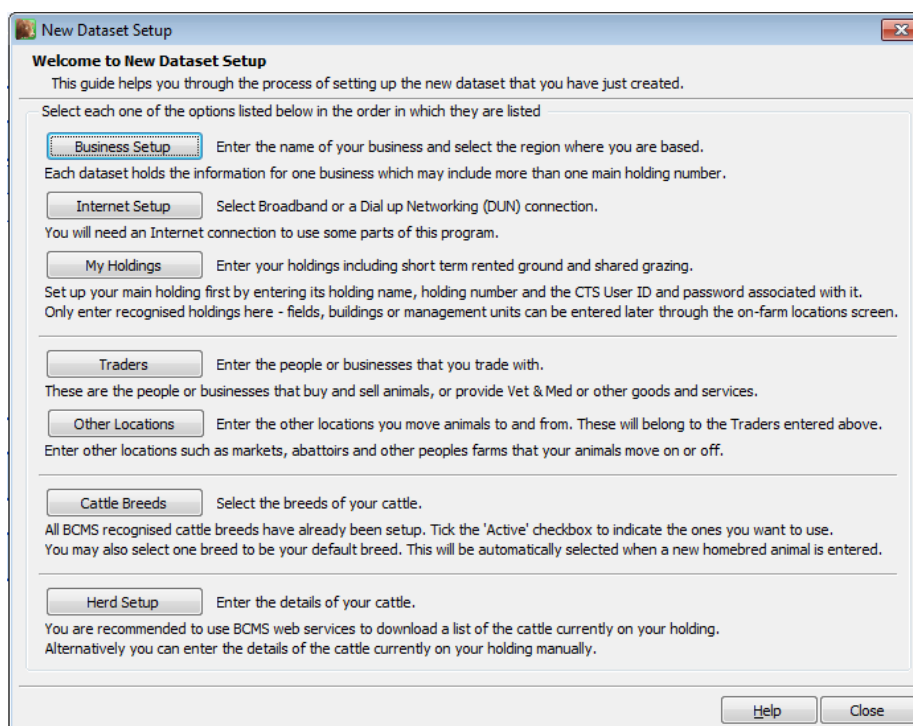 New Dataset Setup
Welcome to New Dataset Setup
This guide helps you through the process of setting up the new dataset that you have just created.
Select each one of the options listed below in the order in which they are listed
Business Setup Enter the name of your business and select the region where you are based.
Each dataset holds the information for one business which may include more than one main holding number.
Internet Setup Select Broadband or a Dial up Networking (DUN) connection.
You will need an Internet connection to use some parts of this program.
My Holdings Enter your holdings including short term rented ground and shared grazing.
Set up your main holding first by entering its holding name, holding number and the CTS User ID and password associated with it.
Only enter recognised holdings here - fields, buildings or management units can be entered later through the on-farm locations screen.
Traders Enter the people or businesses that you trade with.
These are the people or businesses that buy and sell animals, or provide Vet & Med or other goods and services.
Other Locations Enter the other locations you move animals to and from. These will belong to the Traders entered above.
Enter other locations such as markets, abattoirs and other peoples farms that your animals move on or off.
Cattle Breeds Select the breeds of your cattle.
All BCMS recognised cattle breeds have already been setup. Tick the 'Active' checkbox to indicate the ones you want to use.
You may also select one breed to be your default breed. This will be automatically selected when a new homebred animal is entered.
Herd Setup Enter the details of your cattle.
You are recommended to use BCMS web services to download a list of the cattle currently on your holding.
Alternatively you can enter the details of the cattle currently on your holding manually.
Help Close